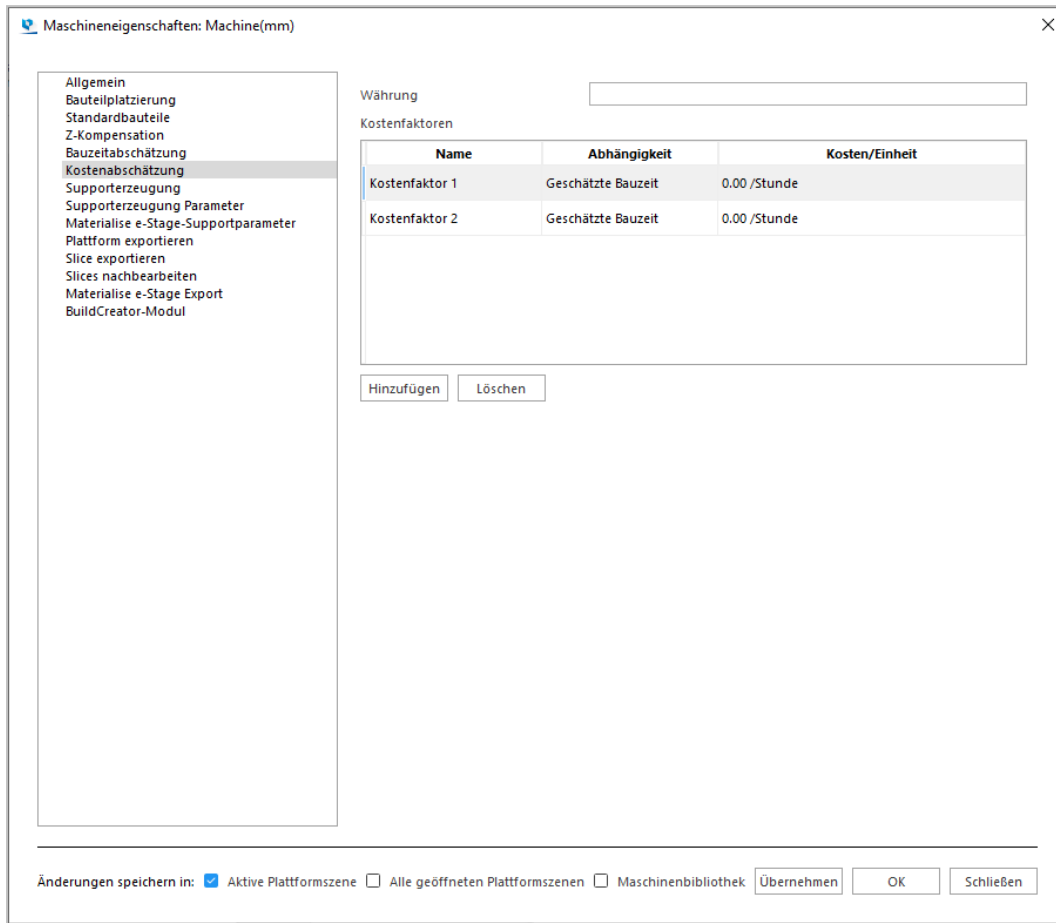 Maschineneigenschaften: Machine(mm)
Allgemein
Bauteilplatzierung
Standardbauteile
Z-Kompensation
Bauzeitabschätzung
Kostenabschätzung
Supporterzeugung
Supporterzeugung Parameter
Materialise e-Stage-Supportparameter
Plattform exportieren
Slice exportieren
Slices nachbearbeiten
Materialise e-Stage Export
BuildCreator-Modul
Währung
Kostenfaktoren
Name Abhängigkeit Kosten/Einheit
Kostenfaktor 1 Geschätzte Bauzeit 0.00 /Stunde
Kostenfaktor 2 Geschätzte Bauzeit 0.00 /Stunde
Hinzufügen Löschen
Änderungen speichern in: Aktive Plattformszene Alle geöffneten Plattformszenen Maschinenbibliothek Übernehmen OK Schließen